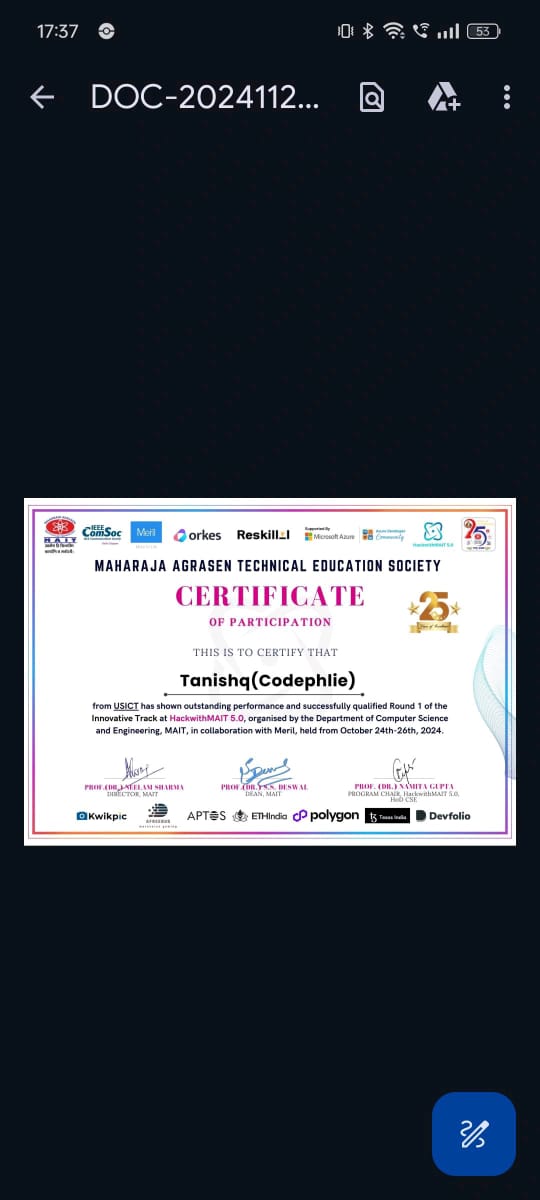 17:37
53
DOC-2024112...
MAIT
IEEE
ComSoc
Meril
orkes
Reskilll
Supported By
Microsoft Azure
Azure Developer
Community
HackwithMAIT 5.0
25
MAHARAJA AGRASEN TECHNICAL EDUCATION SOCIETY
CERTIFICATE
OF PARTICIPATION
25
Years of Excellence
THIS IS TO CERTIFY THAT
Tanishq(Codephlie)
from USICT has shown outstanding performance and successfully qualified Round 1 of the
Innovative Track at HackwithMAIT 5.0, organised by the Department of Computer Science
and Engineering, MAIT, in collaboration with Meril, held from October 24th-26th, 2024.
PROF.(DR.) NEELAM SHARMA
DIRECTOR, MAIT
PROF.(DR.) S.S. DESWAL
DEAN, MAIT
PROF. (DR.) NAMITA GUPTA
PROGRAM CHAIR, HackwithMAIT 5.0,
HoD CSE
Kwikpic
APTOS
ETHIndia
polygon
Tezos India
Devfolio